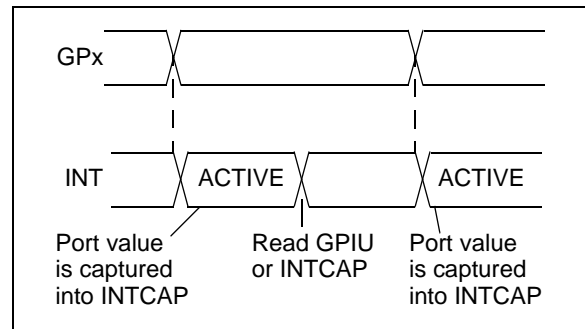 GPx
INT
ACTIVE
ACTIVE
Port value
is captured
into INTCAP
Read GPIU
or INTCAP
Port value
is captured
into INTCAP